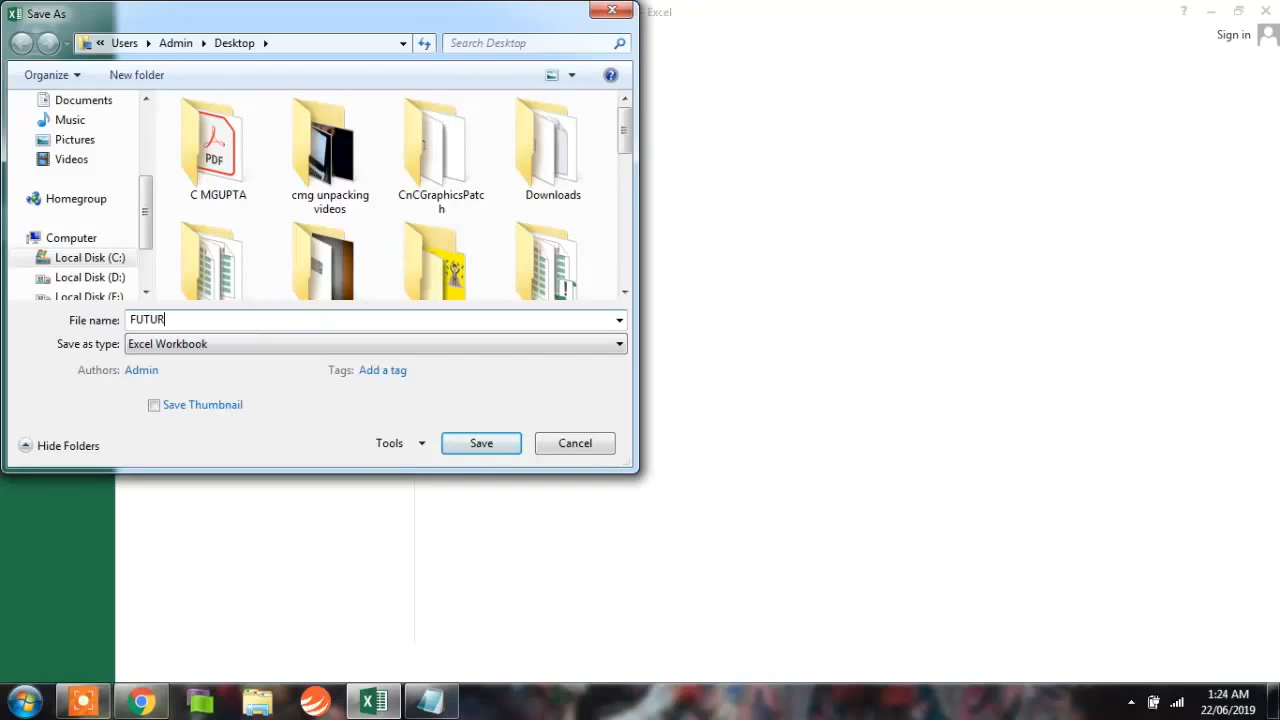 Save As
- Excel
Sign in
« Users Admin Desktop
Search Desktop
Organize
New folder
Documents
Music
Pictures
Videos
Homegroup
Computer
Local Disk (C:)
Local Disk (D:)
Local Disk (E:)
PDF
C MGUPTA
cmg unpacking
videos
CnCGraphicsPatc
h
Downloads
File name: FUTUR
Save as type: Excel Workbook
Authors: Admin
Tags: Add a tag
Save Thumbnail
Hide Folders
Tools
Save
Cancel
1:24 AM
22/06/2019